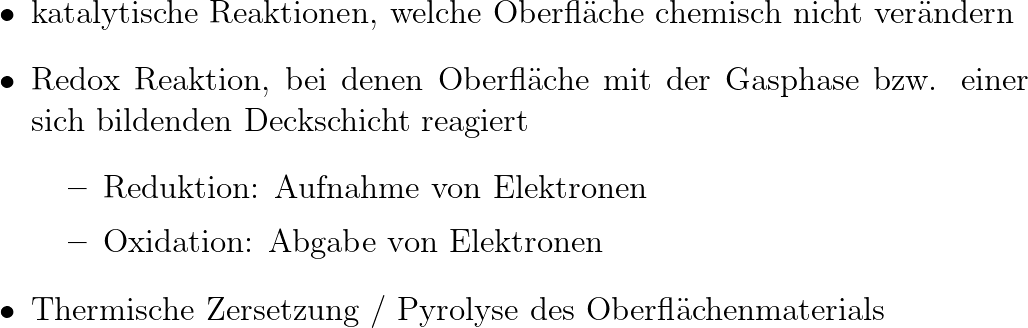 • katalytische Reaktionen, welche Oberfläche chemisch nicht verändern
• Redox Reaktion, bei denen Oberfläche mit der Gasphase bzw. einer
sich bildenden Deckschicht reagiert
– Reduktion: Aufnahme von Elektronen
– Oxidation: Abgabe von Elektronen
• Thermische Zersetzung / Pyrolyse des Oberflächenmaterials